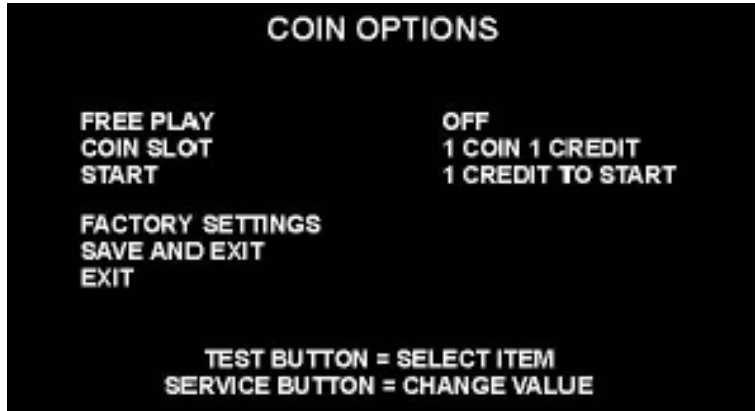 COIN OPTIONS
FREE PLAY OFF
COIN SLOT 1 COIN 1 CREDIT
START 1 CREDIT TO START
FACTORY SETTINGS
SAVE AND EXIT
EXIT
TEST BUTTON = SELECT ITEM
SERVICE BUTTON = CHANGE VALUE